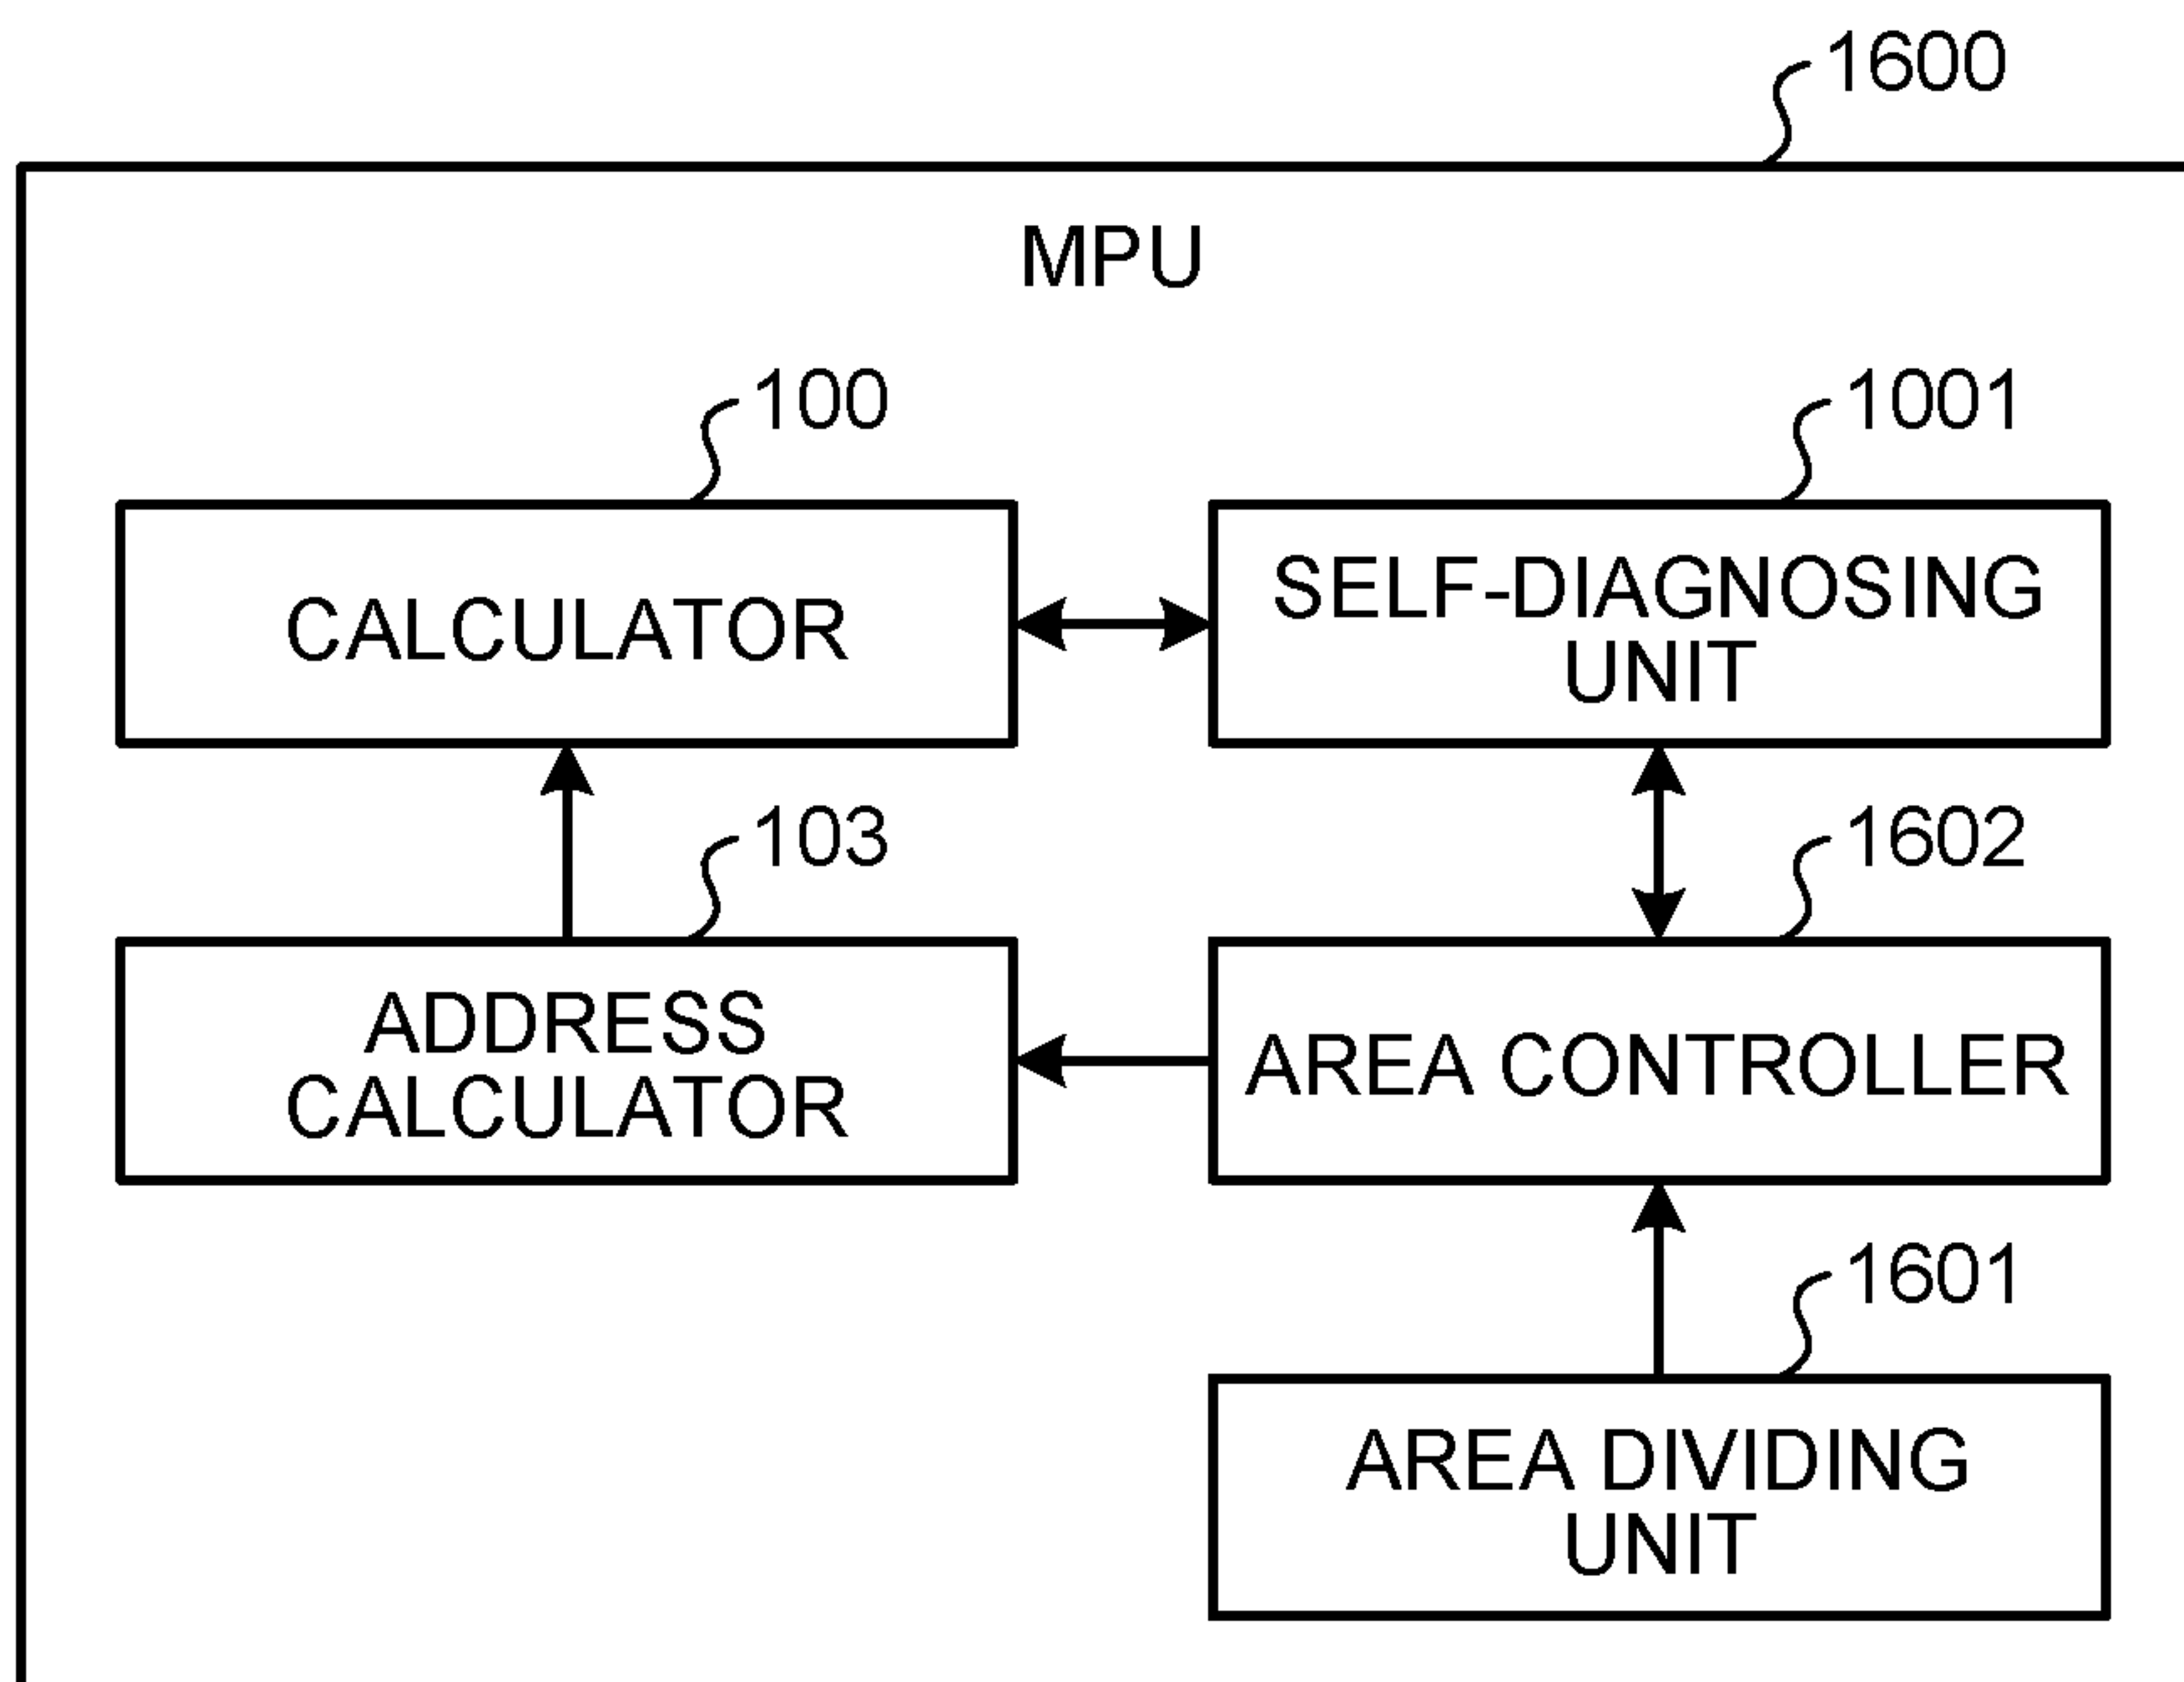 1600
MPU
100
1001
CALCULATOR
SELF-DIAGNOSING
UNIT
103
1602
ADDRESS
CALCULATOR
AREA CONTROLLER
1601
AREA DIVIDING
UNIT